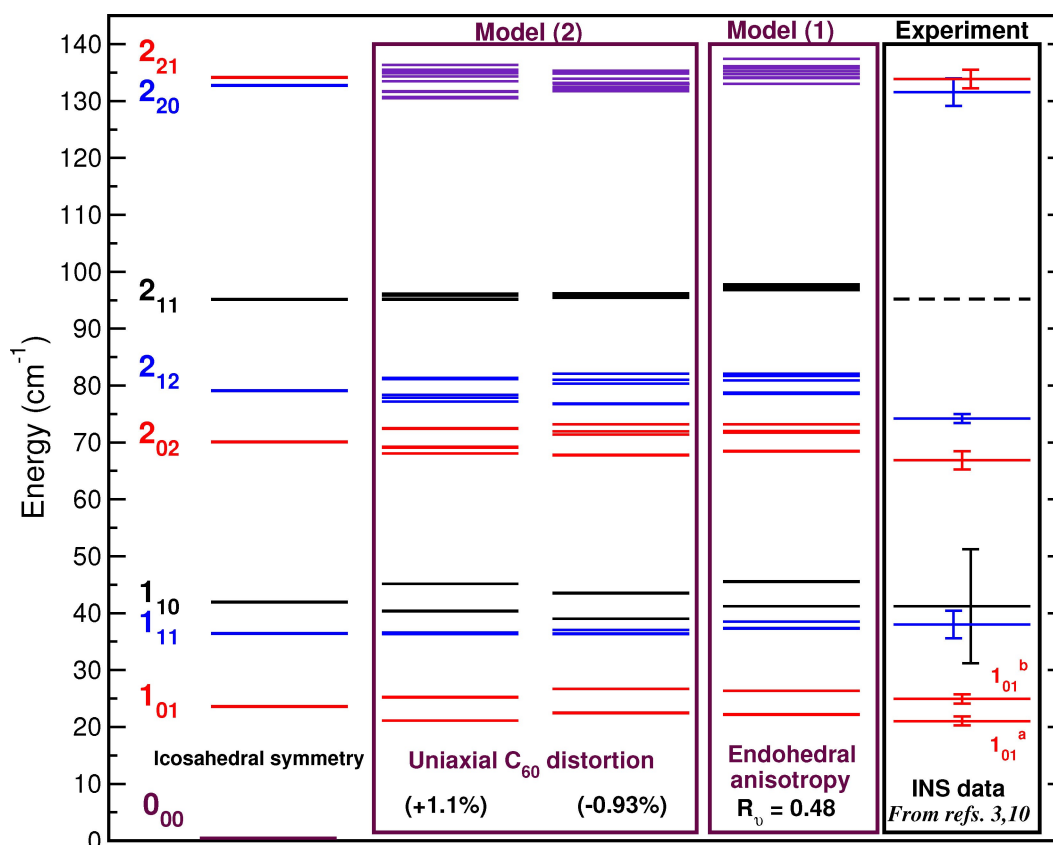 Model (2)
Model (1)
Experiment
140
130
120
110
100
90
80
70
60
50
40
30
20
10
0
Energy (cm⁻¹)
2₂₁
2₂₀
2₁₁
2₁₂
2₀₂
1₁₀
1₁₁
1₀₁
0₀₀
1₀₁ᵇ
1₀₁ᵃ
Icosahedral symmetry
Uniaxial C₆₀ distortion
(+1.1%)
(-0.93%)
Endohedral
anisotropy
R_υ = 0.48
INS data
From refs. 3,10